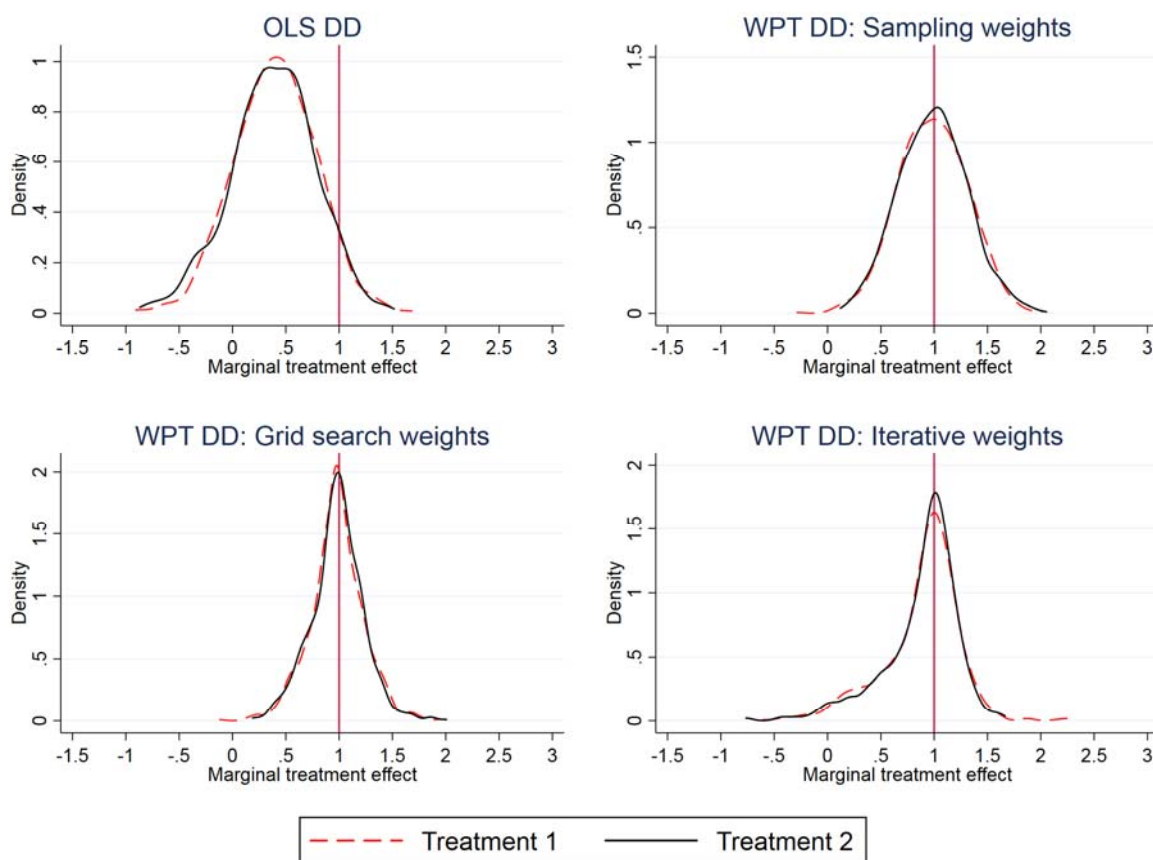 OLS DD
Density
0 .2 .4 .6 .8 1
-1.5 -1 -.5 0 .5 1 1.5 2 2.5 3
Marginal treatment effect
WPT DD: Sampling weights
Density
0 .5 1 1.5
-1.5 -1 -.5 0 .5 1 1.5 2 2.5 3
Marginal treatment effect
WPT DD: Grid search weights
Density
0 .5 1 1.5 2
-1.5 -1 -.5 0 .5 1 1.5 2 2.5 3
Marginal treatment effect
WPT DD: Iterative weights
Density
0 .5 1 1.5 2
-1.5 -1 -.5 0 .5 1 1.5 2 2.5 3
Marginal treatment effect
Treatment 1 Treatment 2